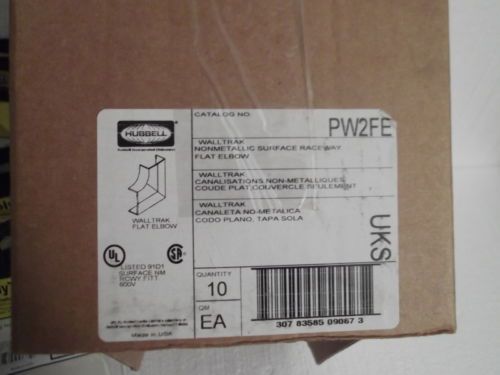 CATALOG NO.
PW2FE
HUBBELL
WALLTRAK
NONMETALLIC SURFACE RACEWAY
FLAT ELBOW
WALLTRAK
CANALISATIONS NON-METALLIQUES
COUDE PLAT, COUVERCLE SEULEMENT
WALLTRAK
CANALETA NO-METALICA
CODO PLANO, TAPA SOLA
UKS
WALLTRAK
FLAT ELBOW
UL
SA
LISTED 91D1
SURFACE NM
RCWY FITT
600V
QUANTITY
10
QM
EA
307 83585 09067 3
Made in USA